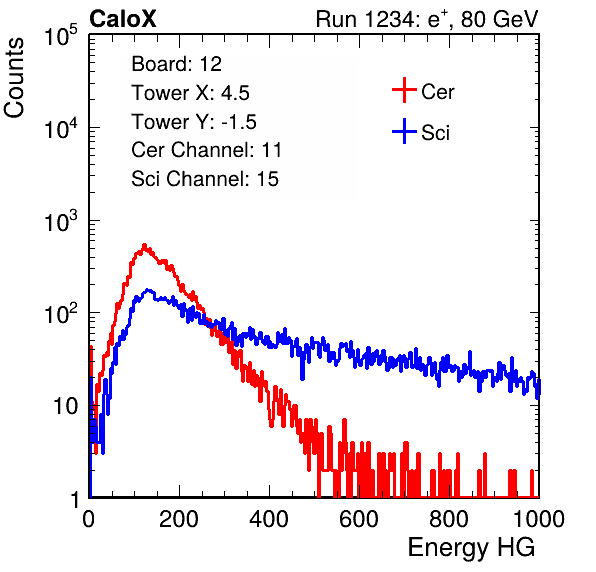 CaloX Run 1234: e⁺, 80 GeV
Counts
10⁵
10⁴
10³
10²
10
1
Board: 12
Tower X: 4.5
Tower Y: -1.5
Cer Channel: 11
Sci Channel: 15
Cer
Sci
0 200 400 600 800 1000
Energy HG